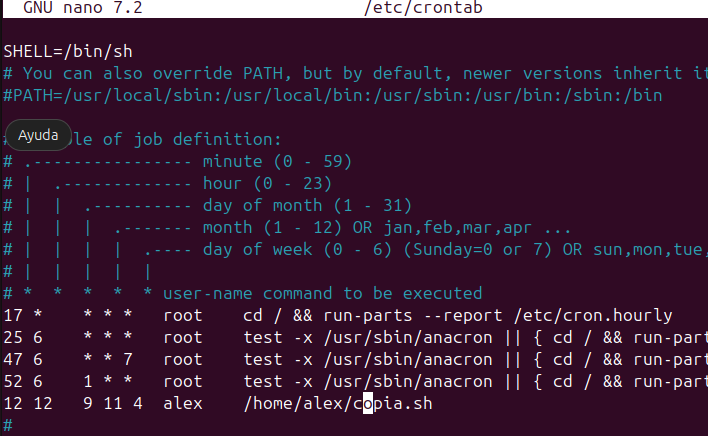 GNU nano 7.2 /etc/crontab
SHELL=/bin/sh
# You can also override PATH, but by default, newer versions inherit it
#PATH=/usr/local/sbin:/usr/local/bin:/usr/sbin:/usr/bin:/sbin:/bin
Ayuda
le of job definition:
# .---------------- minute (0 - 59)
# | .------------- hour (0 - 23)
# | | .---------- day of month (1 - 31)
# | | | .------- month (1 - 12) OR jan,feb,mar,apr ...
# | | | | .---- day of week (0 - 6) (Sunday=0 or 7) OR sun,mon,tue,
# | | | | |
# * * * * * user-name command to be executed
17 * * * * root cd / && run-parts --report /etc/cron.hourly
25 6 * * * root test -x /usr/sbin/anacron || { cd / && run-part
47 6 * * 7 root test -x /usr/sbin/anacron || { cd / && run-part
52 6 1 * * root test -x /usr/sbin/anacron || { cd / && run-part
12 12 9 11 4 alex /home/alex/copia.sh
#